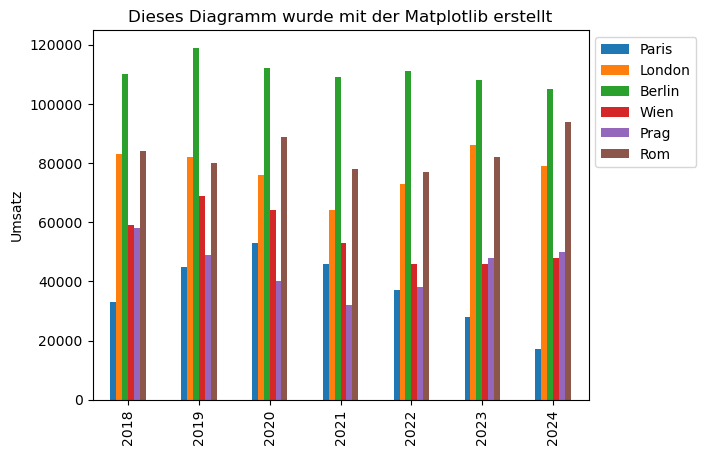 Dieses Diagramm wurde mit der Matplotlib erstellt
120000
100000
80000
60000
40000
20000
0
Umsatz
2018
2019
2020
2021
2022
2023
2024
Paris
London
Berlin
Wien
Prag
Rom